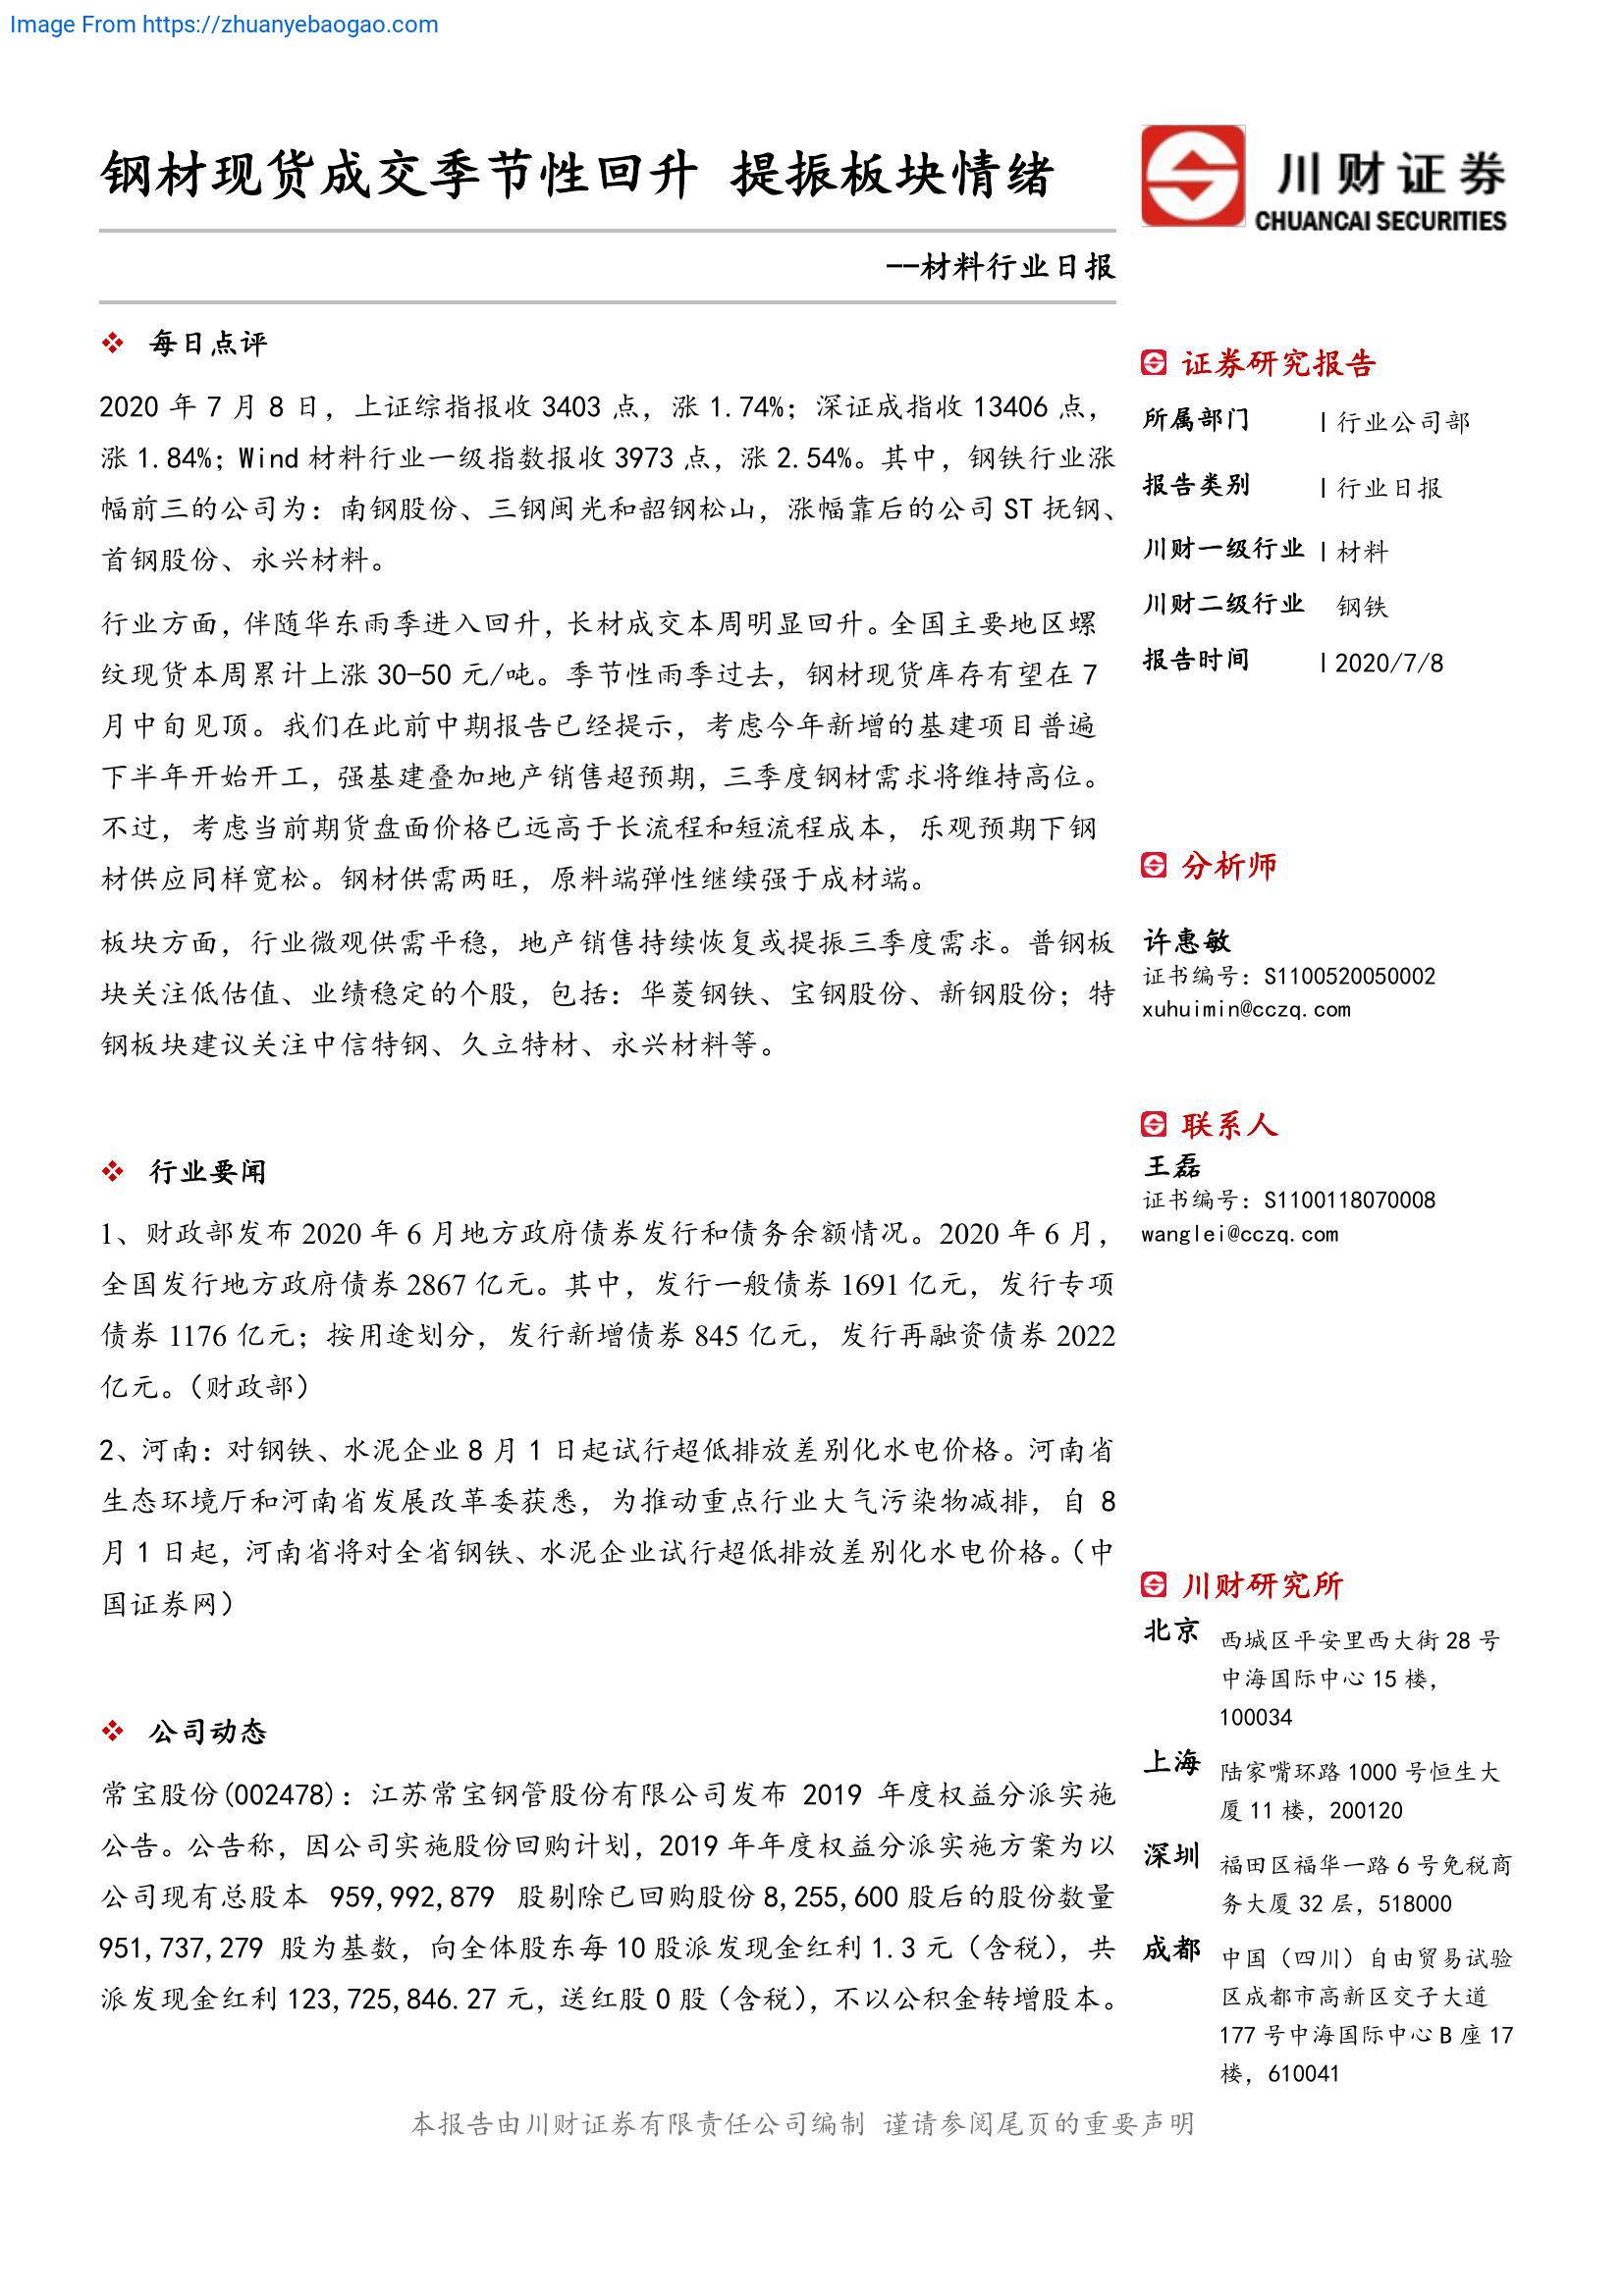 Image From https://zhuanyebaogao.com
钢材现货成交季节性回升 提振板块情绪
川财证券
CHUANCAI SECURITIES
--材料行业日报
每日点评
2020 年 7 月 8 日，上证综指报收 3403 点，涨 1.74%；深证成指收 13406 点，
涨 1.84%；Wind 材料行业一级指数报收 3973 点，涨 2.54%。其中，钢铁行业涨
幅前三的公司为：南钢股份、三钢闽光和韶钢松山，涨幅靠后的公司 ST 抚钢、
首钢股份、永兴材料。
行业方面，伴随华东雨季进入回升，长材成交本周明显回升。全国主要地区螺
纹现货本周累计上涨 30-50 元/吨。季节性雨季过去，钢材现货库存有望在 7
月中旬见顶。我们在此前中期报告已经提示，考虑今年新增的基建项目普遍
下半年开始开工，强基建叠加地产销售超预期，三季度钢材需求将维持高位。
不过，考虑当前期货盘面价格已远高于长流程和短流程成本，乐观预期下钢
材供应同样宽松。钢材供需两旺，原料端弹性继续强于成材端。
板块方面，行业微观供需平稳，地产销售持续恢复或提振三季度需求。普钢板
块关注低估值、业绩稳定的个股，包括：华菱钢铁、宝钢股份、新钢股份；特
钢板块建议关注中信特钢、久立特材、永兴材料等。
行业要闻
1、财政部发布 2020 年 6 月地方政府债券发行和债务余额情况。2020 年 6 月，
全国发行地方政府债券 2867 亿元。其中，发行一般债券 1691 亿元，发行专项
债券 1176 亿元；按用途划分，发行新增债券 845 亿元，发行再融资债券 2022
亿元。（财政部）
2、河南：对钢铁、水泥企业 8 月 1 日起试行超低排放差别化水电价格。河南省
生态环境厅和河南省发展改革委获悉，为推动重点行业大气污染物减排，自 8
月 1 日起，河南省将对全省钢铁、水泥企业试行超低排放差别化水电价格。（中
国证券网）
公司动态
常宝股份(002478)：江苏常宝钢管股份有限公司发布 2019 年度权益分派实施
公告。公告称，因公司实施股份回购计划，2019 年年度权益分派实施方案为以
公司现有总股本 959,992,879 股剔除已回购股份 8,255,600 股后的股份数量
951,737,279 股为基数，向全体股东每 10 股派发现金红利 1.3 元（含税），共
派发现金红利 123,725,846.27 元，送红股 0 股（含税），不以公积金转增股本。
证券研究报告
所属部门 | 行业公司部
报告类别 | 行业日报
川财一级行业 | 材料
川财二级行业 钢铁
报告时间 | 2020/7/8
分析师
许惠敏
证书编号：S1100520050002
xuhuimin@cczq.com
联系人
王磊
证书编号：S1100118070008
wanglei@cczq.com
川财研究所
北京 西城区平安里西大街 28 号
中海国际中心 15 楼，
100034
上海 陆家嘴环路 1000 号恒生大
厦 11 楼，200120
深圳 福田区福华一路 6 号免税商
务大厦 32 层，518000
成都 中国（四川）自由贸易试验
区成都市高新区交子大道
177 号中海国际中心 B 座 17
楼，610041
本报告由川财证券有限责任公司编制 谨请参阅尾页的重要声明